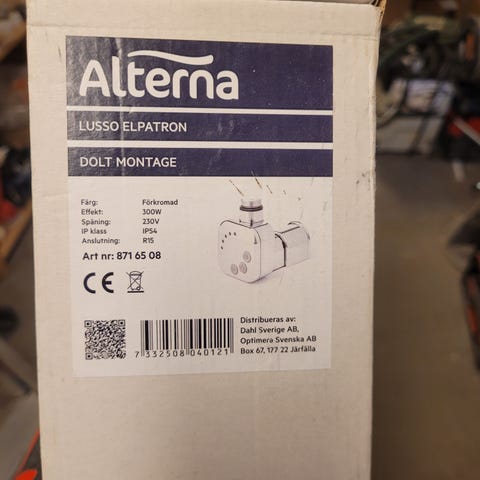 Alterna
LUSSO ELPATRON
DOLT MONTAGE
Färg: Förkromad
Effekt: 300W
Späning: 230V
IP klass IP54
Anslutning: R15
Art nr: 871 65 08
CE
Distribueras av:
Dahl Sverige AB,
Optimera Svenska AB
Box 67, 177 22 Järfälla
7 332508 040121